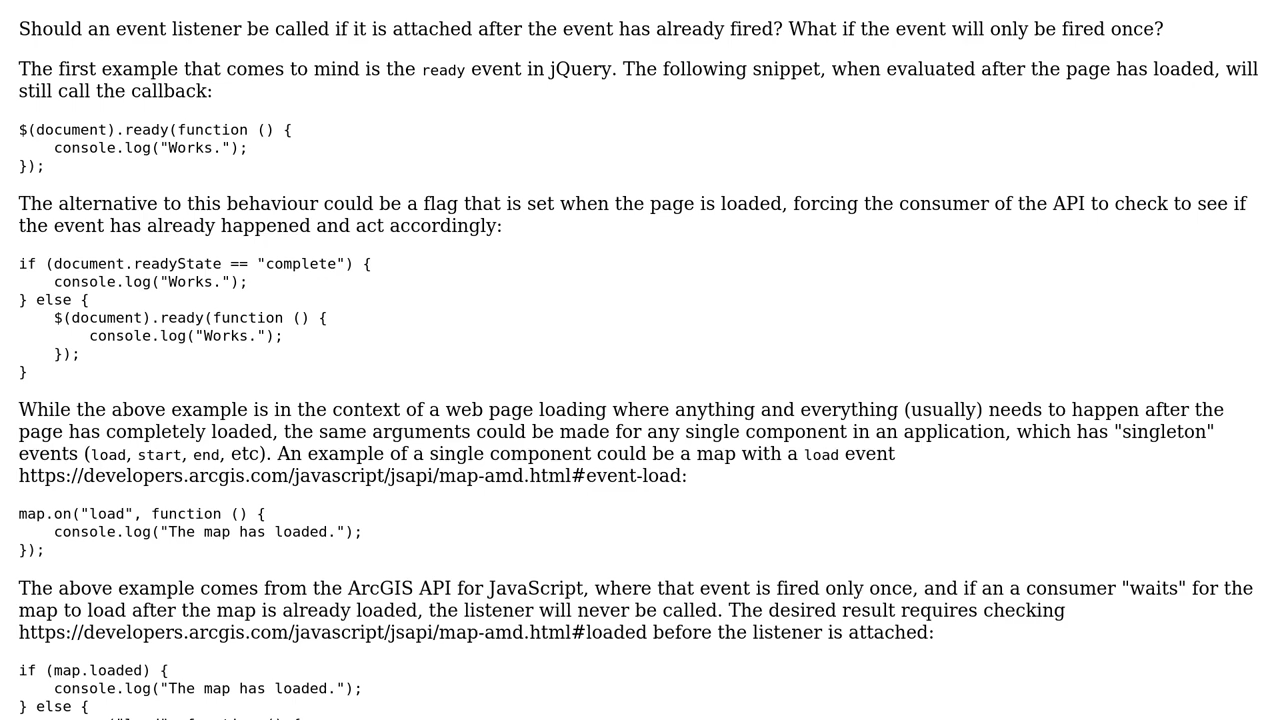 Should an event listener be called if it is attached after the event has already fired? What if the event will only be fired once?
The first example that comes to mind is the ready event in jQuery. The following snippet, when evaluated after the page has loaded, will
still call the callback:
$(document).ready(function () {
    console.log("Works.");
});
The alternative to this behaviour could be a flag that is set when the page is loaded, forcing the consumer of the API to check to see if
the event has already happened and act accordingly:
if (document.readyState == "complete") {
    console.log("Works.");
} else {
    $(document).ready(function () {
        console.log("Works.");
    });
}
While the above example is in the context of a web page loading where anything and everything (usually) needs to happen after the
page has completely loaded, the same arguments could be made for any single component in an application, which has "singleton"
events (load, start, end, etc). An example of a single component could be a map with a load event
https://developers.arcgis.com/javascript/jsapi/map-amd.html#event-load:
map.on("load", function () {
    console.log("The map has loaded.");
});
The above example comes from the ArcGIS API for JavaScript, where that event is fired only once, and if an a consumer "waits" for the
map to load after the map is already loaded, the listener will never be called. The desired result requires checking
https://developers.arcgis.com/javascript/jsapi/map-amd.html#loaded before the listener is attached:
if (map.loaded) {
    console.log("The map has loaded.");
} else {